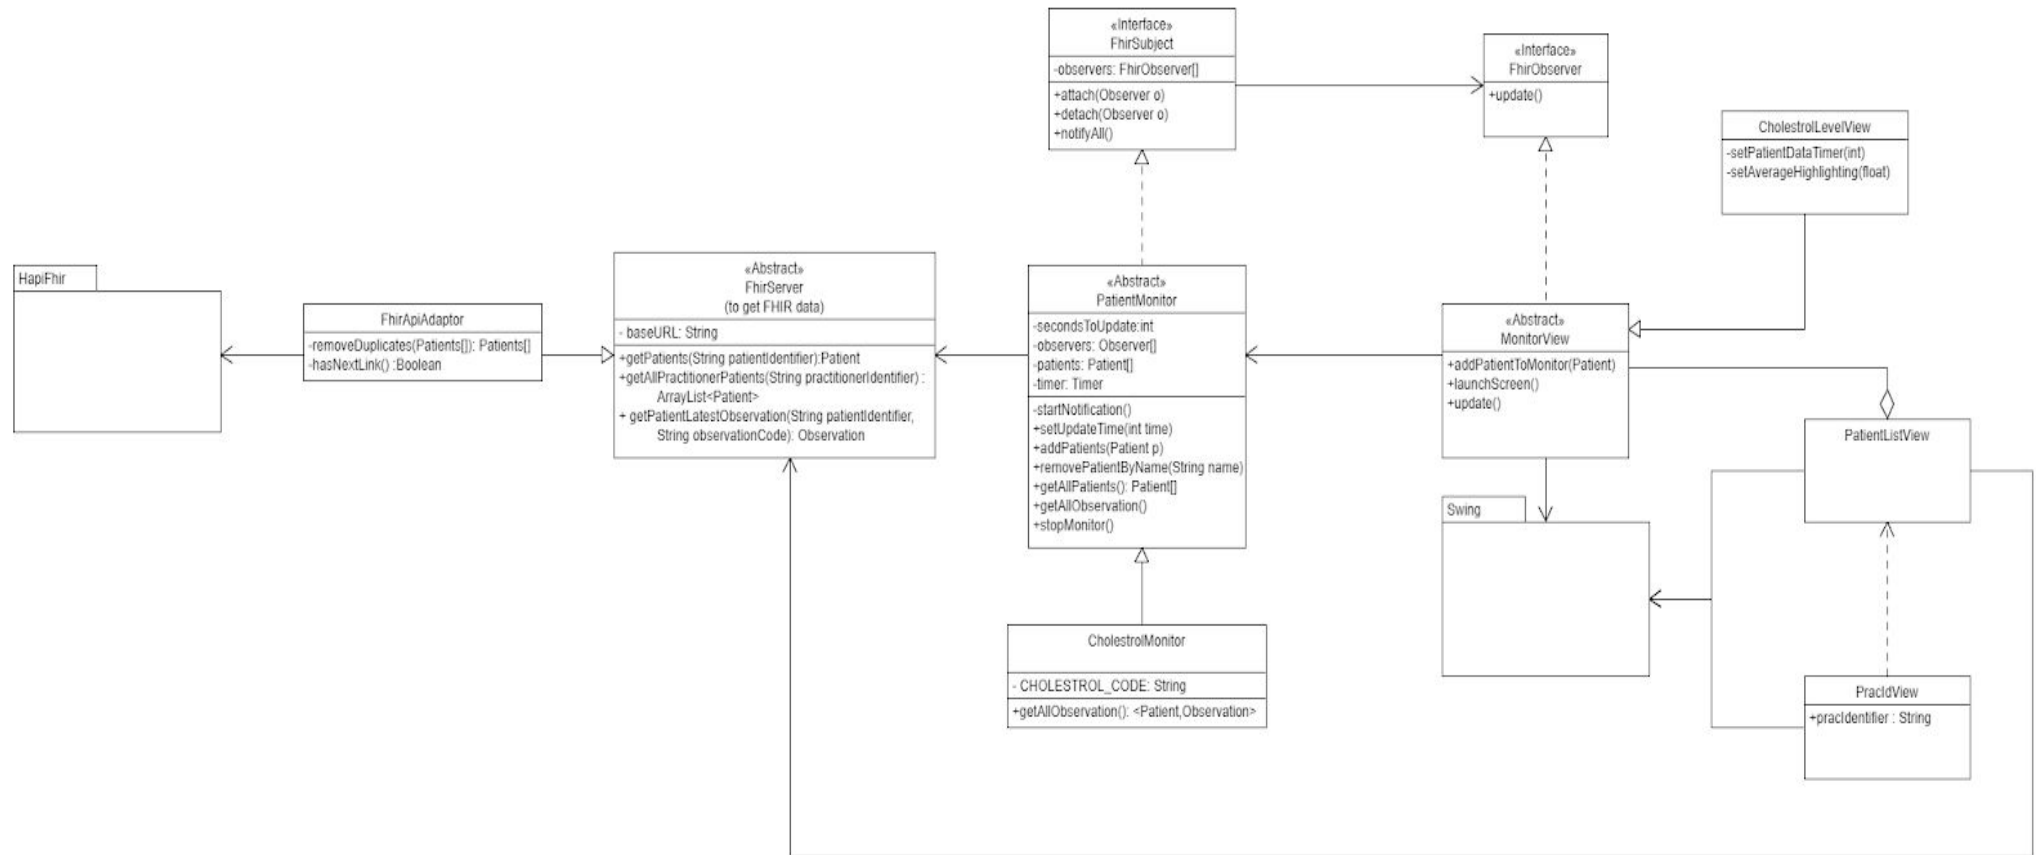 «Interface»
FhirSubject
-observers: FhirObserver[]
+attach(Observer o)
+detach(Observer o)
+notifyAll()
«Interface»
FhirObserver
+update()
CholestrolLevelView
-setPatientDataTimer(int)
-setAverageHighlighting(float)
HapiFhir
FhirApiAdaptor
-removeDuplicates(Patients[]): Patients[]
-hasNextLink() :Boolean
«Abstract»
FhirServer
(to get FHIR data)
- baseURL: String
+getPatients(String patientIdentifier):Patient
+getAllPractitionerPatients(String practitionerIdentifier) :
ArrayList<Patient>
+ getPatientLatestObservation(String patientIdentifier,
String observationCode): Observation
«Abstract»
PatientMonitor
-secondsToUpdate:int
-observers: Observer[]
-patients: Patient[]
-timer: Timer
-startNotification()
+setUpdateTime(int time)
+addPatients(Patient p)
+removePatientByName(String name)
+getAllPatients(): Patient[]
+getAllObservation()
+stopMonitor()
«Abstract»
MonitorView
+addPatientToMonitor(Patient)
+launchScreen()
+update()
PatientListView
Swing
CholestrolMonitor
- CHOLESTROL_CODE: String
+getAllObservation(): <Patient,Observation>
PracIdView
+pracIdentifier : String